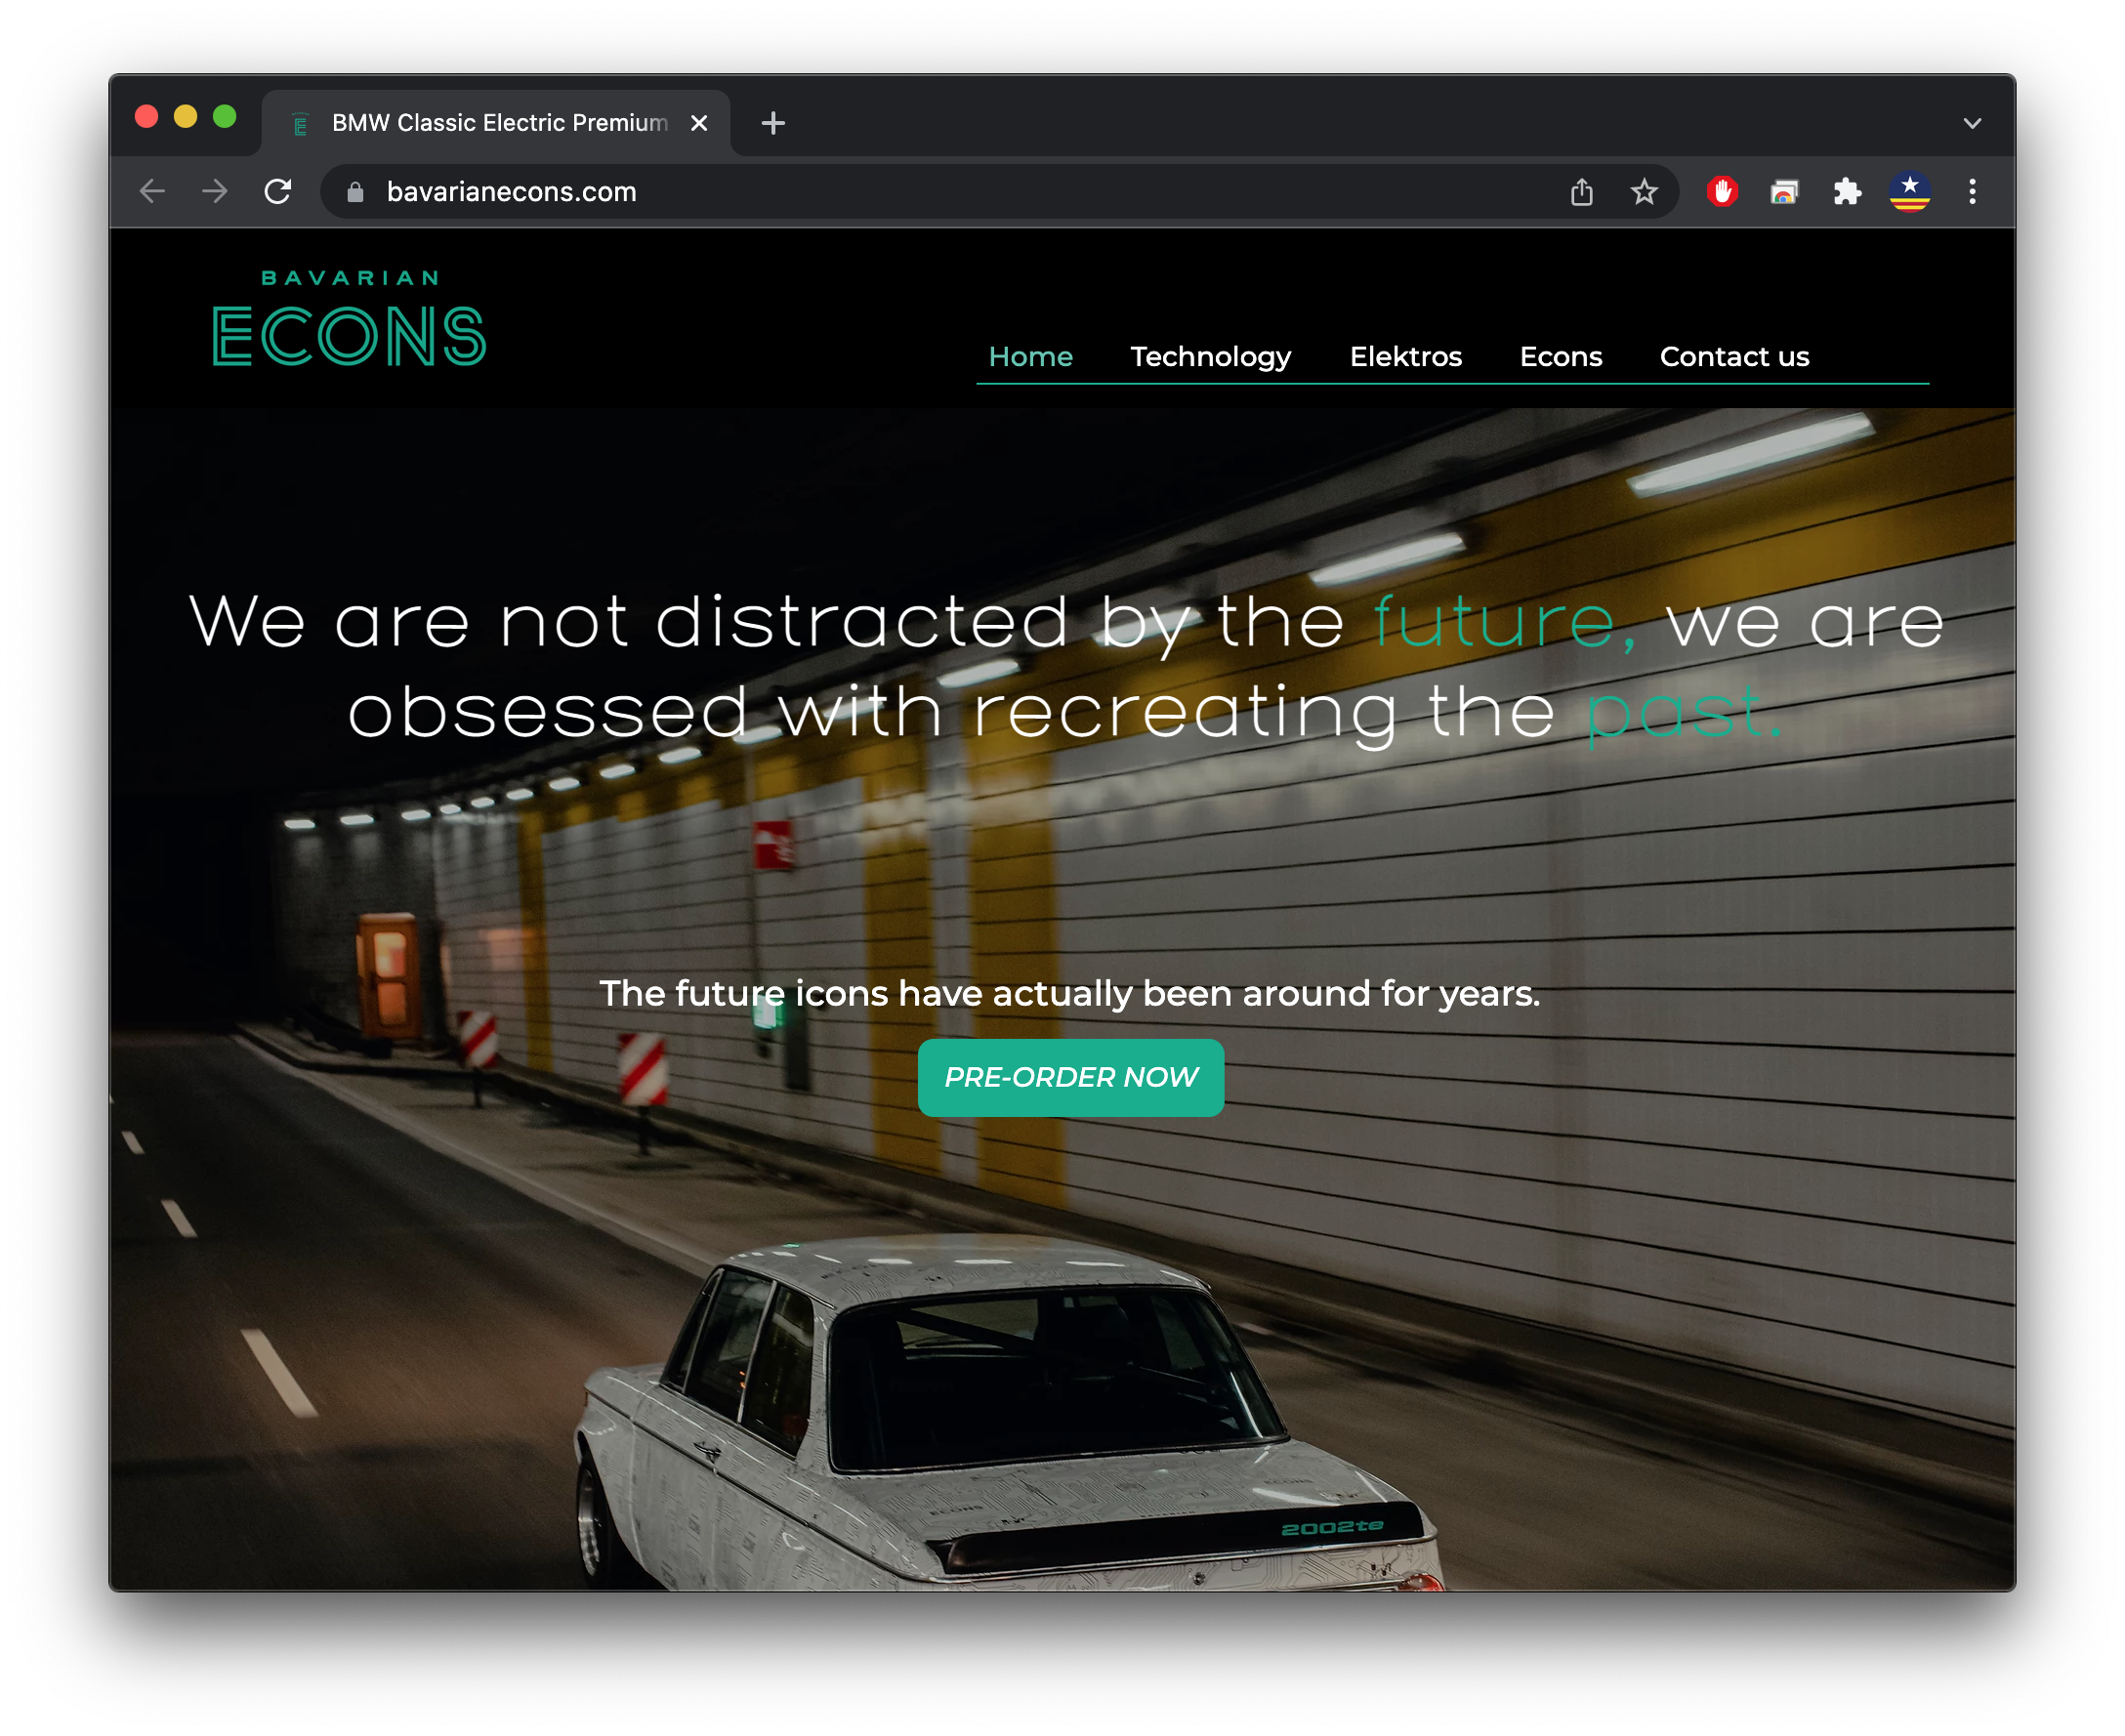 BMW Classic Electric Premium
bavarianecons.com
BAVARIAN
ECONS
Home Technology Elektros Econs Contact us
We are not distracted by the future, we are
obsessed with recreating the past.
The future icons have actually been around for years.
PRE-ORDER NOW
ECONS
2002te